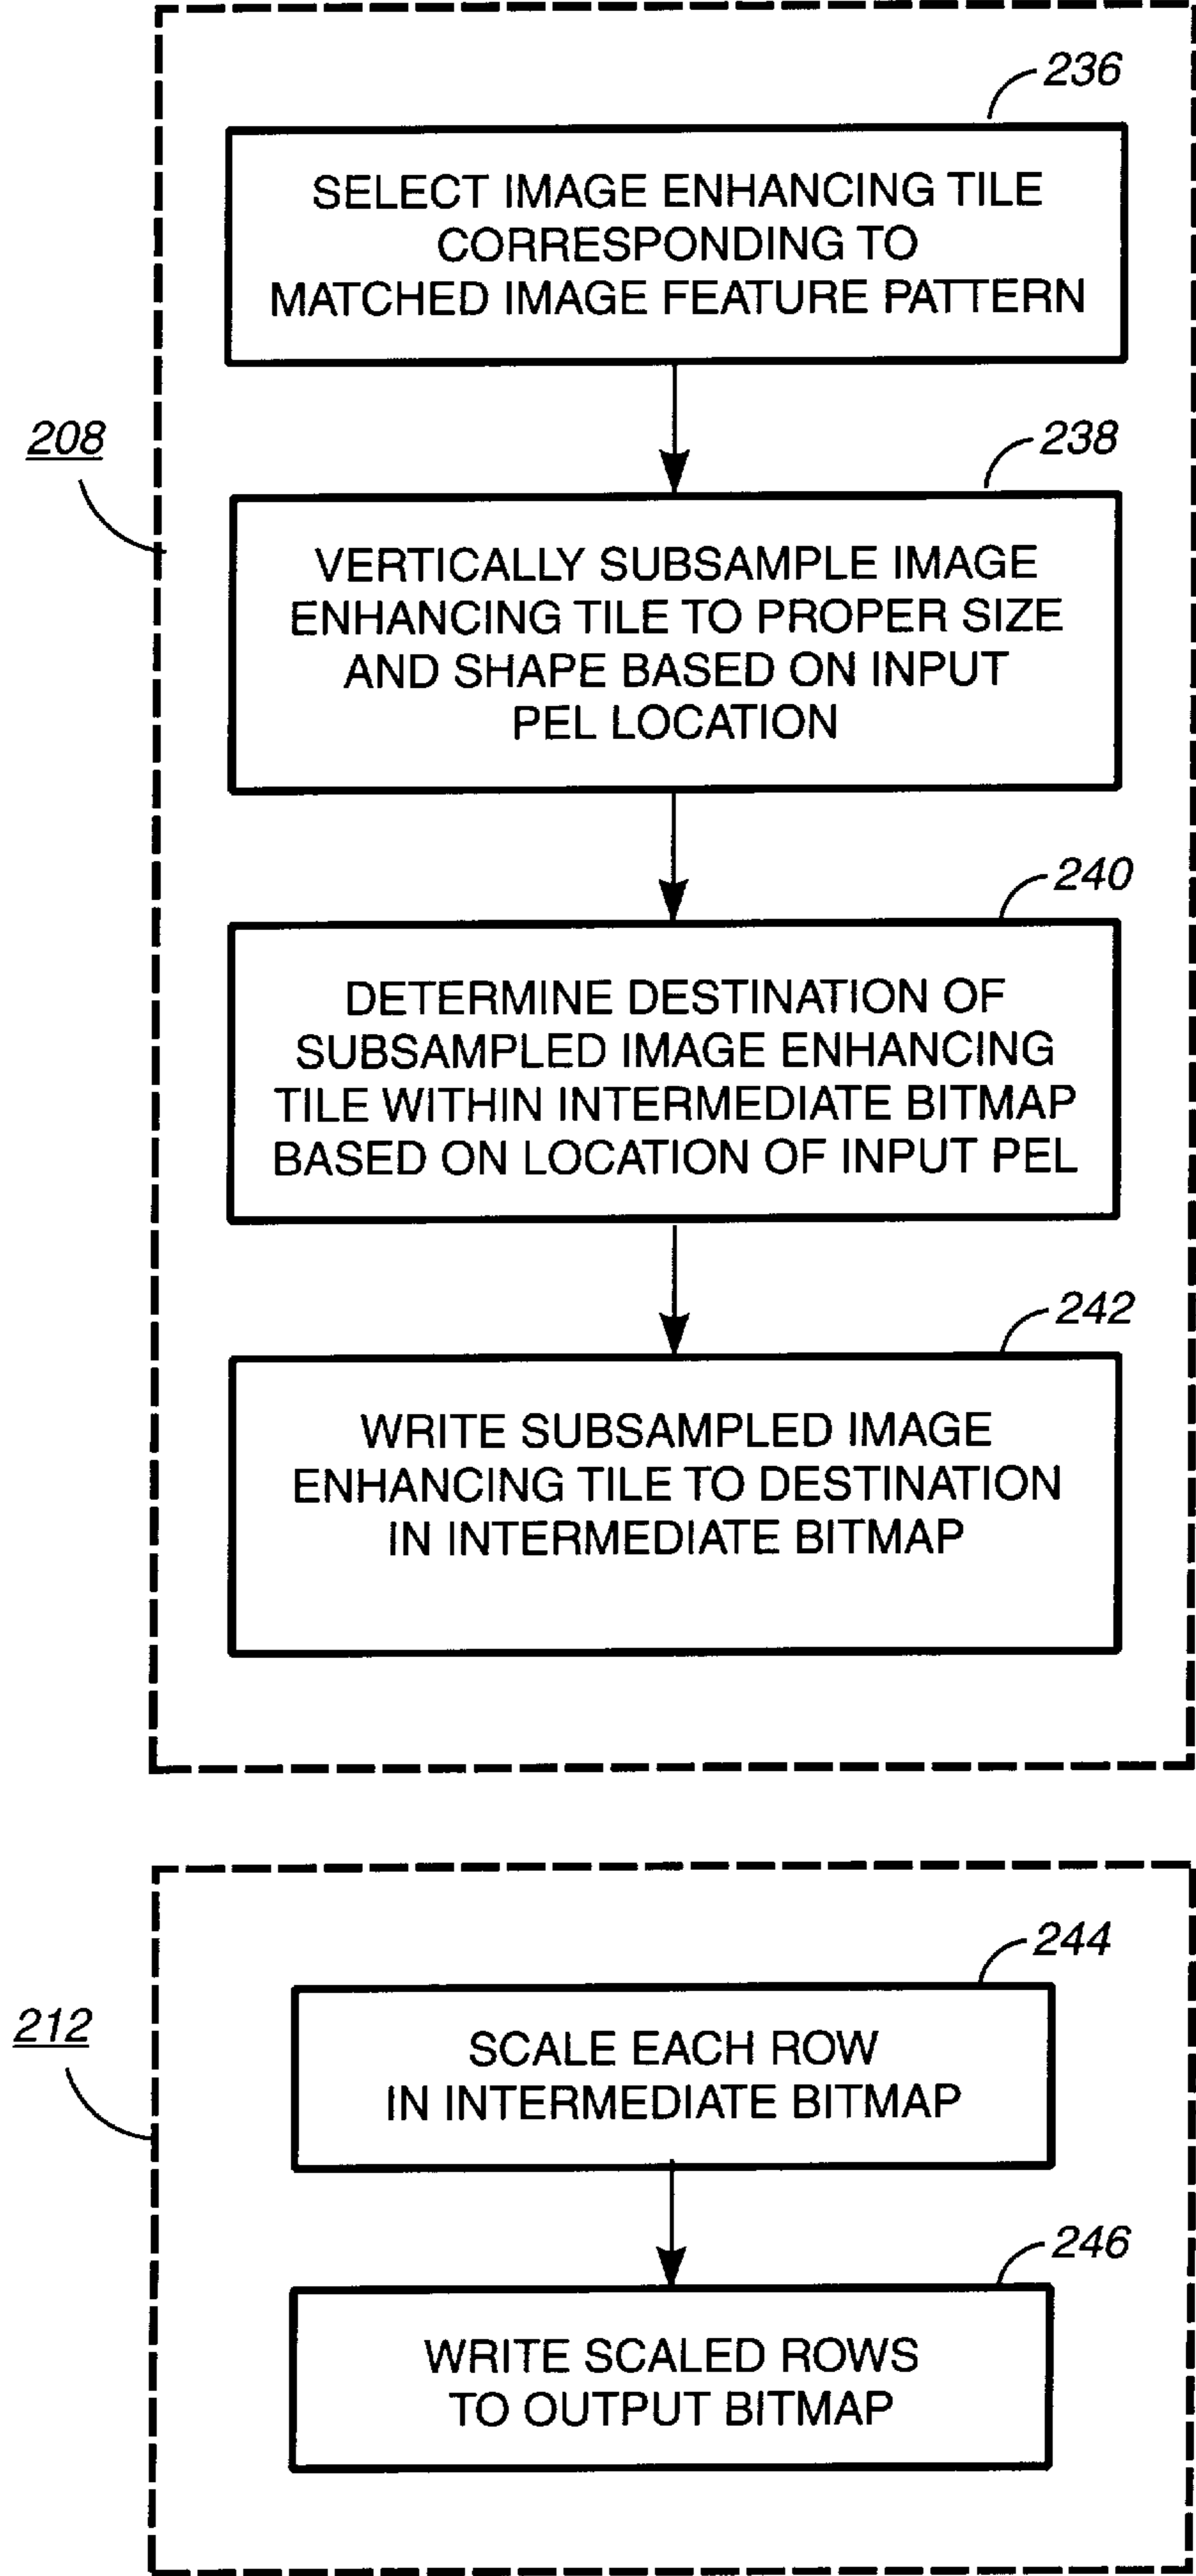 236
SELECT IMAGE ENHANCING TILE
CORRESPONDING TO
MATCHED IMAGE FEATURE PATTERN
208
238
VERTICALLY SUBSAMPLE IMAGE
ENHANCING TILE TO PROPER SIZE
AND SHAPE BASED ON INPUT
PEL LOCATION
240
DETERMINE DESTINATION OF
SUBSAMPLED IMAGE ENHANCING
TILE WITHIN INTERMEDIATE BITMAP
BASED ON LOCATION OF INPUT PEL
242
WRITE SUBSAMPLED IMAGE
ENHANCING TILE TO DESTINATION
IN INTERMEDIATE BITMAP
244
212
SCALE EACH ROW
IN INTERMEDIATE BITMAP
246
WRITE SCALED ROWS
TO OUTPUT BITMAP